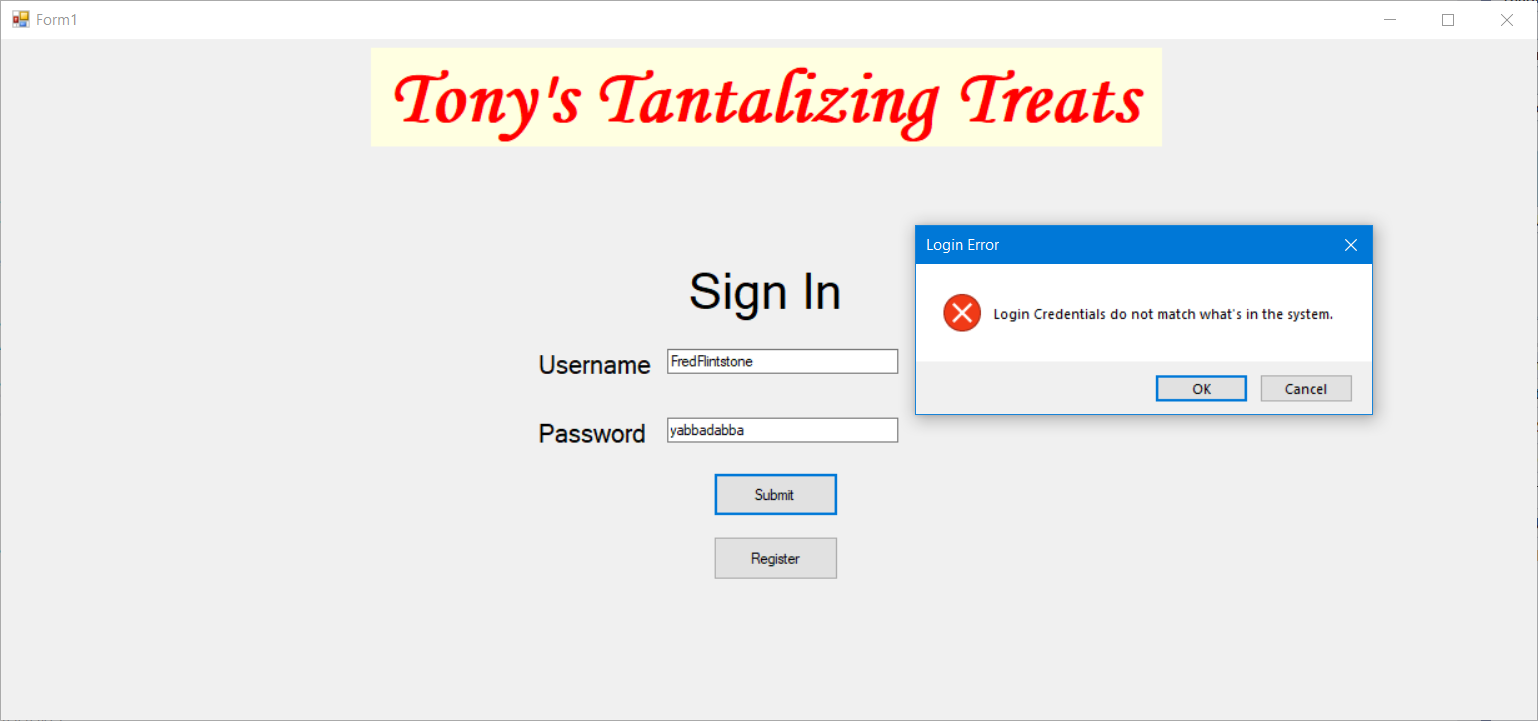 Form1
Tony's Tantalizing Treats
Login Error
Sign In
Login Credentials do not match what's in the system.
Username
FredFlintstone
OK
Cancel
Password
yabbadabba
Submit
Register